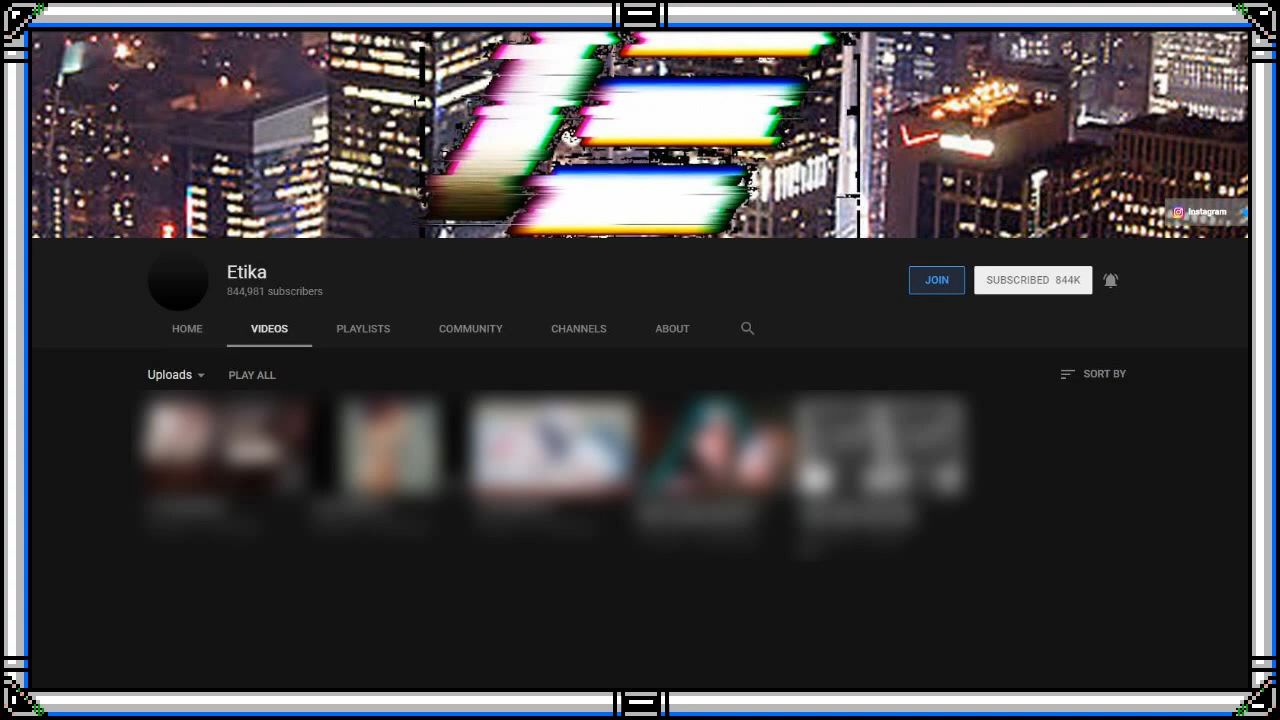 Instagram
Etika
844,981 subscribers
JOIN
SUBSCRIBED 844K
HOME VIDEOS PLAYLISTS COMMUNITY CHANNELS ABOUT
Uploads PLAY ALL SORT BY